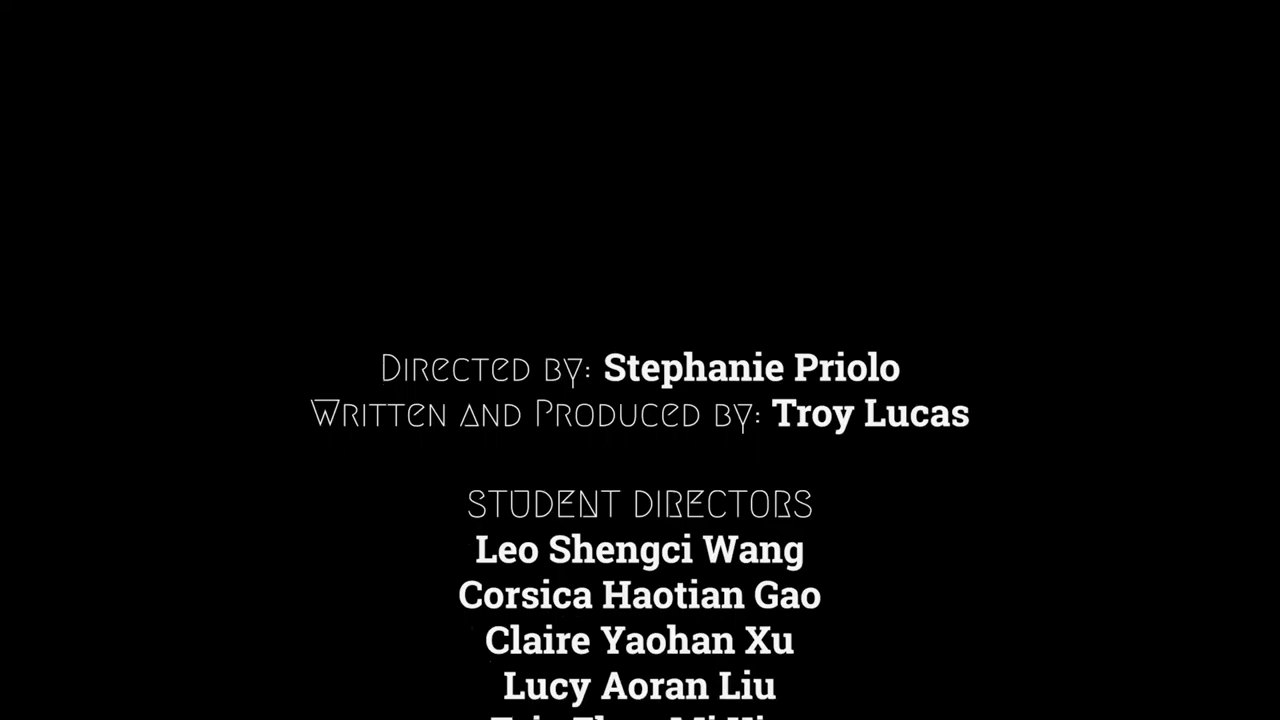 Directed by: Stephanie Priolo
Written and Produced by: Troy Lucas
STUDENT DIRECTORS
Leo Shengci Wang
Corsica Haotian Gao
Claire Yaohan Xu
Lucy Aoran Liu